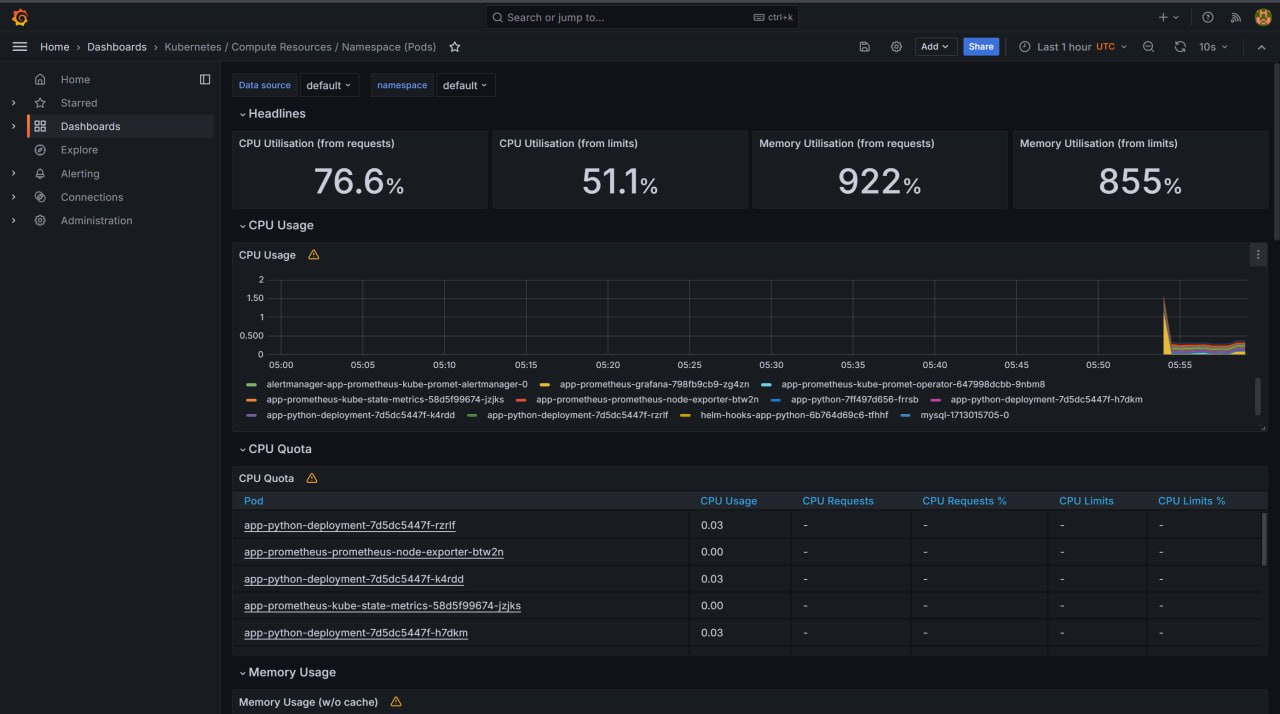 Search or jump to...
ctrl+k
Home › Dashboards › Kubernetes / Compute Resources / Namespace (Pods)
Add
Share
Last 1 hour UTC
10s
Home
Starred
Dashboards
Explore
Alerting
Connections
Administration
Data source default namespace default
Headlines
CPU Utilisation (from requests)
76.6%
CPU Utilisation (from limits)
51.1%
Memory Utilisation (from requests)
922%
Memory Utilisation (from limits)
855%
CPU Usage
CPU Usage
2
1.50
1
0.500
0
05:00 05:05 05:10 05:15 05:20 05:25 05:30 05:35 05:40 05:45 05:50 05:55
alertmanager-app-prometheus-kube-promet-alertmanager-0 app-prometheus-grafana-798fb9cb9-zg4zn app-prometheus-kube-promet-operator-647998dcbb-9nbm8
app-prometheus-kube-state-metrics-58d5f99674-jzjks app-prometheus-prometheus-node-exporter-btw2n app-python-7ff497d656-frrsb app-python-deployment-7d5dc5447f-h7dkm
app-python-deployment-7d5dc5447f-k4rdd app-python-deployment-7d5dc5447f-rzrlf helm-hooks-app-python-6b764d69c6-tfhhf mysql-1713015705-0
CPU Quota
CPU Quota
Pod CPU Usage CPU Requests CPU Requests % CPU Limits CPU Limits %
app-python-deployment-7d5dc5447f-rzrlf 0.03 - - - -
app-prometheus-prometheus-node-exporter-btw2n 0.00 - - - -
app-python-deployment-7d5dc5447f-k4rdd 0.03 - - - -
app-prometheus-kube-state-metrics-58d5f99674-jzjks 0.00 - - - -
app-python-deployment-7d5dc5447f-h7dkm 0.03 - - - -
Memory Usage
Memory Usage (w/o cache)